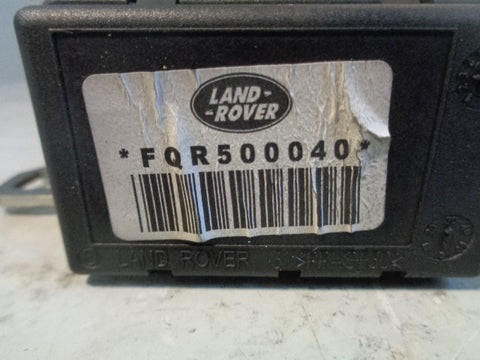 LAND-
-ROVER
*FQR500040*
LAND ROVER